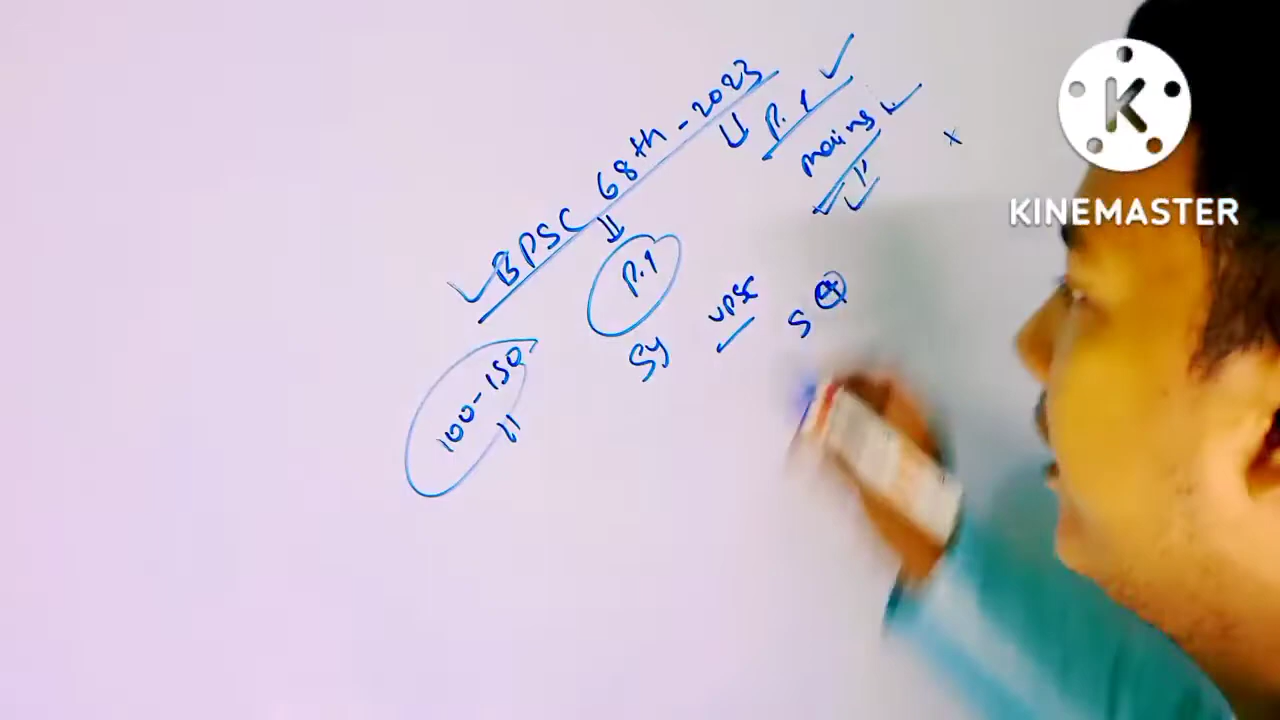 BPSC 68th - 2023
P.1
mains
P.1
Sy
UPSC
S
100-150
x
K
KINEMASTER